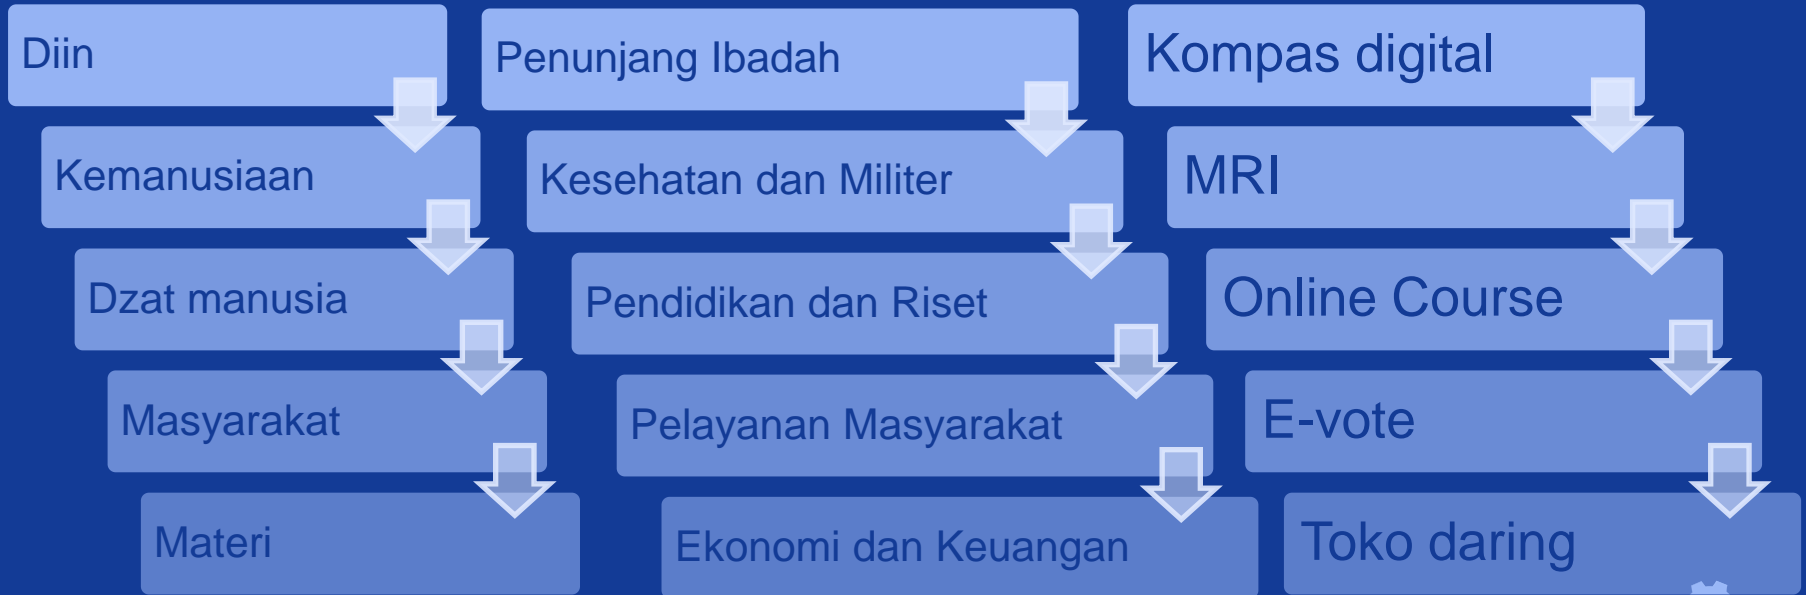 Diin
Kemanusiaan
Dzat manusia
Masyarakat
Materi
Penunjang Ibadah
Kesehatan dan Militer
Pendidikan dan Riset
Pelayanan Masyarakat
Ekonomi dan Keuangan
Kompas digital
MRI
Online Course
E-vote
Toko daring